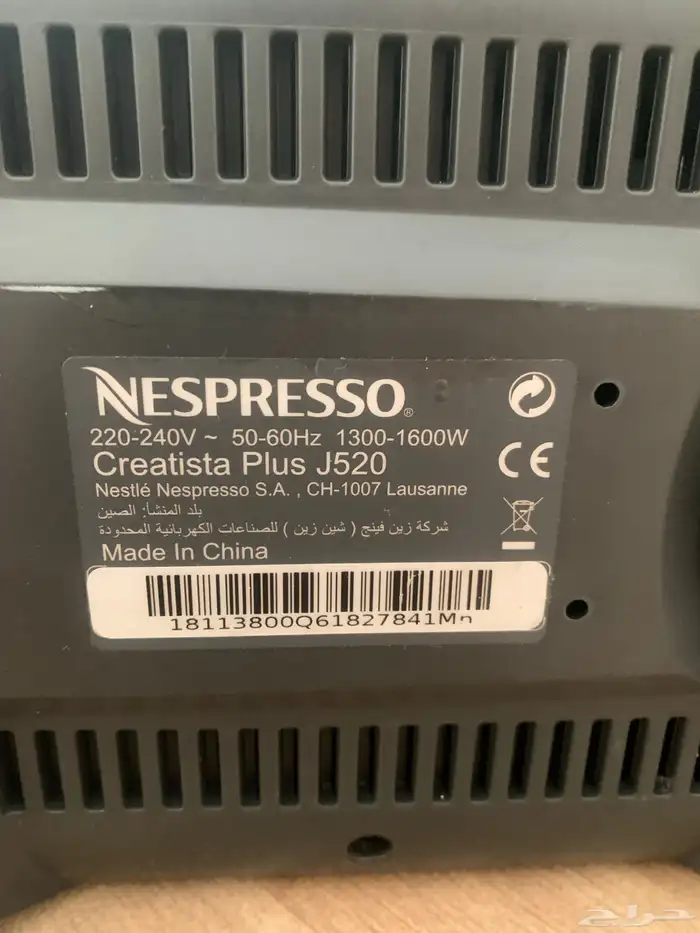 NESPRESSO®
220-240V ~ 50-60Hz 1300-1600W
Creatista Plus J520
CE
Nestlé Nespresso S.A. , CH-1007 Lausanne
بلد المنشأ: الصين
شركة زين فينج ( شين زين ) للصناعات الكهربائية المحدودة
Made In China
18113800Q61827841Mn
حراج